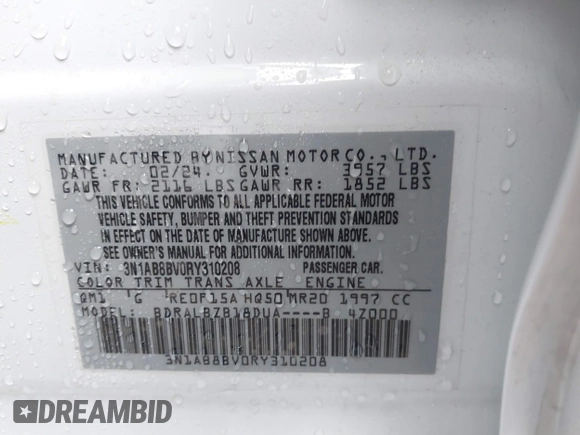 MANUFACTURED BY NISSAN MOTOR CO., LTD.
DATE: 02/24. GVWR: 3957 LBS
GAWR FR: 2116 LBS GAWR RR: 1852 LBS
THIS VEHICLE CONFORMS TO ALL APPLICABLE FEDERAL MOTOR
VEHICLE SAFETY, BUMPER AND THEFT PREVENTION STANDARDS
IN EFFECT ON THE DATE OF MANUFACTURE SHOWN ABOVE.
SEE OWNER'S MANUAL FOR ADDITIONAL INFORMATION.
VIN: 3N1AB8BV0RY310208 PASSENGER CAR.
COLOR TRIM TRANS AXLE ENGINE
QM1 G RE0F15A HQ50 MR20 1997 CC
MODEL: BDRALBZB18DUA----B 4Z000
3N1AB8BV0RY310208
DREAMBID